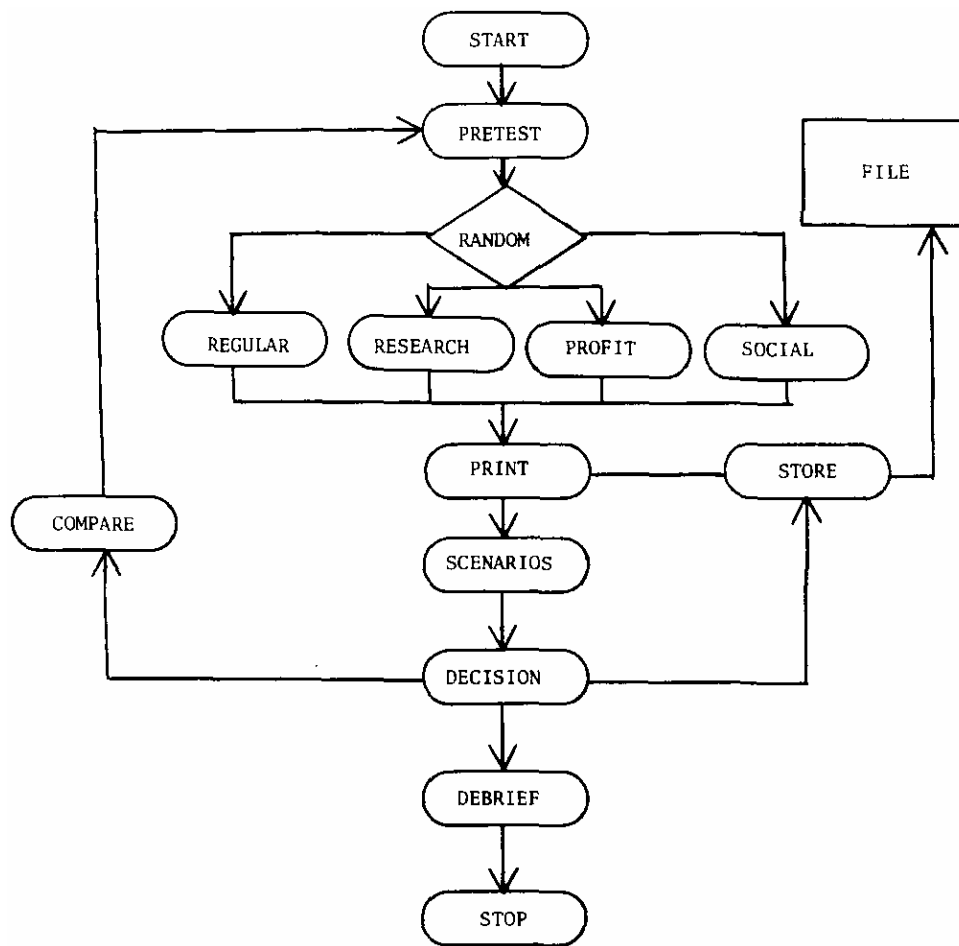 START
PRETEST
FILE
RANDOM
REGULAR
RESEARCH
PROFIT
SOCIAL
PRINT
STORE
COMPARE
SCENARIOS
DECISION
DEBRIEF
STOP